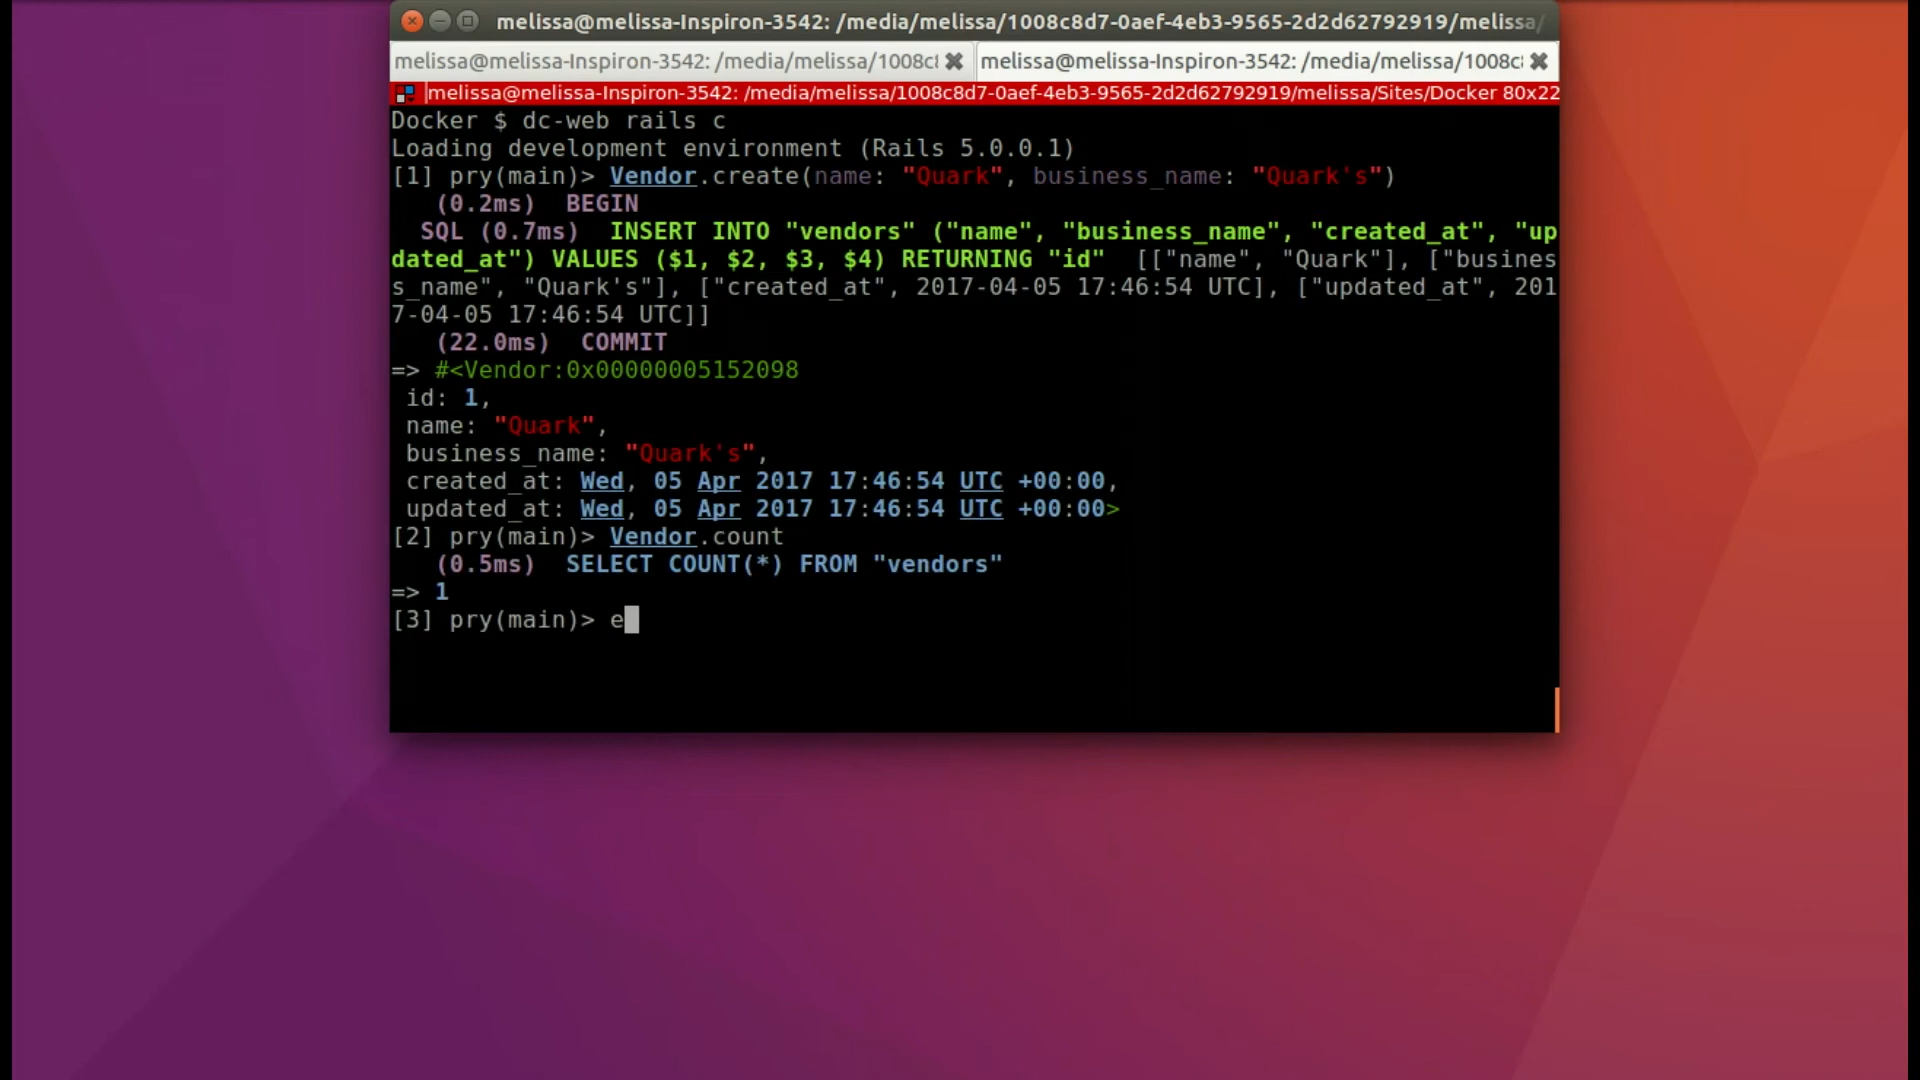 melissa@melissa-Inspiron-3542: /media/melissa/1008c8d7-0aef-4eb3-9565-2d2d62792919/melissa/
melissa@melissa-Inspiron-3542: /media/melissa/1008c8
melissa@melissa-Inspiron-3542: /media/melissa/1008c8
melissa@melissa-Inspiron-3542: /media/melissa/1008c8d7-0aef-4eb3-9565-2d2d62792919/melissa/Sites/Docker 80x22
Docker $ dc-web rails c
Loading development environment (Rails 5.0.0.1)
[1] pry(main)> Vendor.create(name: "Quark", business_name: "Quark's")
(0.2ms)  BEGIN
SQL (0.7ms)  INSERT INTO "vendors" ("name", "business_name", "created_at", "up
dated_at") VALUES ($1, $2, $3, $4) RETURNING "id"  [["name", "Quark"], ["busines
s_name", "Quark's"], ["created_at", 2017-04-05 17:46:54 UTC], ["updated_at", 201
7-04-05 17:46:54 UTC]]
(22.0ms)  COMMIT
=> #<Vendor:0x00000005152098
id: 1,
name: "Quark",
business_name: "Quark's",
created_at: Wed, 05 Apr 2017 17:46:54 UTC +00:00,
updated_at: Wed, 05 Apr 2017 17:46:54 UTC +00:00>
[2] pry(main)> Vendor.count
(0.5ms)  SELECT COUNT(*) FROM "vendors"
=> 1
[3] pry(main)> e